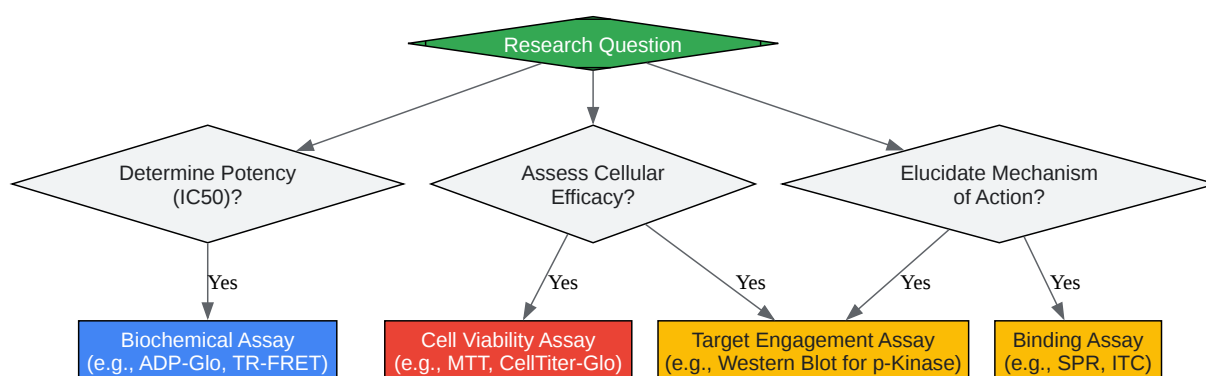 Research Question
Determine Potency
(IC50)?
Assess Cellular
Efficacy?
Elucidate Mechanism
of Action?
Yes
Yes
Yes
Yes
Yes
Biochemical Assay
(e.g., ADP-Glo, TR-FRET)
Cell Viability Assay
(e.g., MTT, CellTiter-Glo)
Target Engagement Assay
(e.g., Western Blot for p-Kinase)
Binding Assay
(e.g., SPR, ITC)